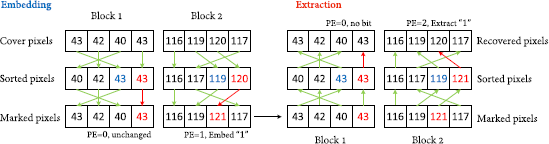 Embedding
Extraction
Block 1 Block 2
PE=0, no bit PE=2, Extract "1"
Cover pixels 43 42 40 43 116 119 120 117 43 42 40 43 116 119 120 117 Recovered pixels
Sorted pixels 40 42 43 43 116 117 119 120 40 42 43 43 116 117 119 121 Sorted pixels
Marked pixels 43 42 40 43 116 119 121 117 43 42 40 43 116 119 121 117 Marked pixels
PE=0, unchanged PE=1, Embed "1"
Block 1 Block 2